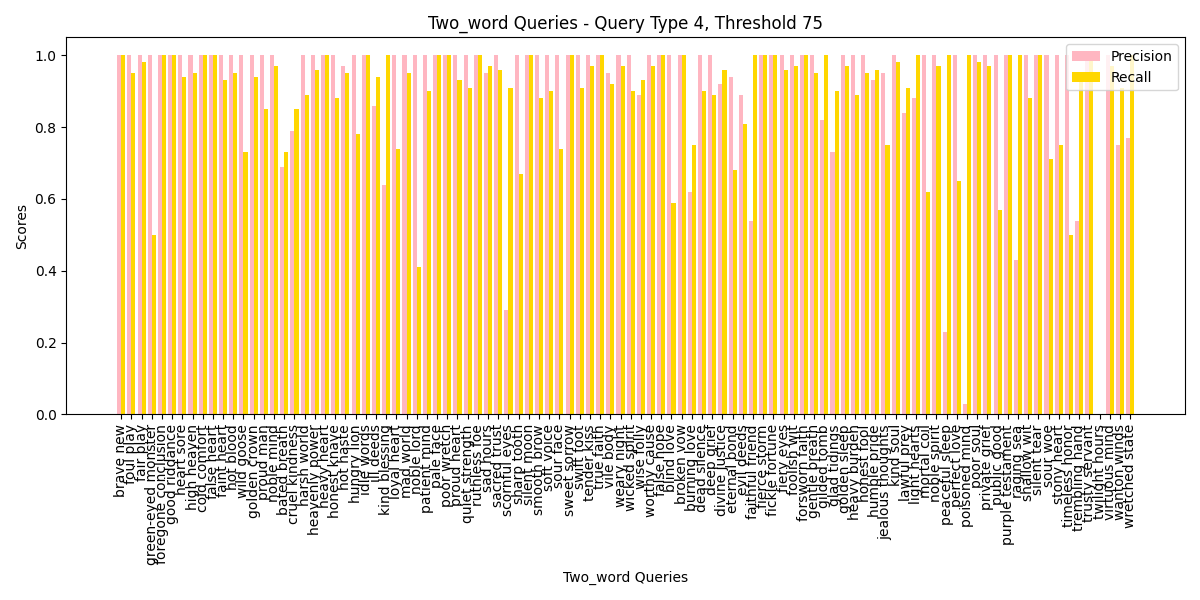 Two_word Queries - Query Type 4, Threshold 75
Precision
Recall
Scores
1.0
0.8
0.6
0.4
0.2
0.0
brave new
foul play
fair play
green-eyed monster
foregone conclusion
good riddance
heart sore
high heaven
cold comfort
false heart
faint heart
hot blood
wild goose
golden crown
proud man
noble mind
bated breath
cruel kindness
harsh world
heavenly power
heavy heart
honest knave
hot haste
hungry lion
idle words
ill deeds
kind blessing
loyal heart
mad world
noble lord
patient mind
pale face
poor wretch
proud heart
quiet strength
ruthless foe
sad hours
sacred trust
scornful eyes
sharp tooth
silent moon
smooth brow
soft voice
sour face
sweet sorrow
swift foot
tender kiss
true faith
vile body
weary night
wicked spirit
wise folly
worthy cause
false hope
blind love
broken vow
burning love
dead silence
deep grief
divine justice
eternal bond
evil deeds
faithful friend
fierce storm
fickle fortune
fiery eyes
foolish wit
forsworn faith
gentle breath
gilded tomb
glad tidings
golden sleep
heavy burden
honest fool
humble pride
jealous thoughts
kind soul
lawful prey
light hearts
mortal coil
noble spirit
peaceful sleep
perfect love
poisoned mind
poor soul
private grief
public good
purple testament
raging sea
shallow wit
silent tear
sour woe
stony heart
timeless honor
trembling hand
trusty servant
twilight hours
virtuous mind
wanton wind
wretched state
Two_word Queries